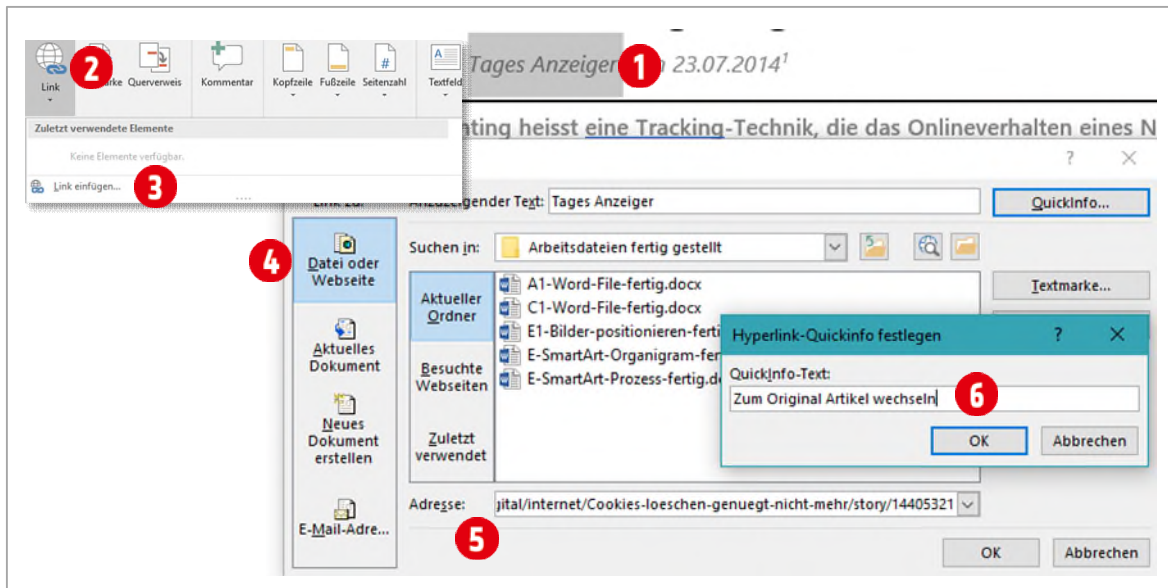 Tages Anzeiger
1
23.07.2014¹
2
Link
Querverweis
Kommentar
Kopfzeile
Fußzeile
Seitenzahl
Textfeld
Zuletzt verwendete Elemente
Keine Elemente verfügbar.
Link einfügen...
3
heisst eine Tracking-Technik, die das Onlineverhalten eines N
?
Text: Tages Anzeiger
QuickInfo...
4
Datei oder
Webseite
Aktuelles
Dokument
Neues
Dokument
erstellen
E-Mail-Adre...
Suchen in:
Arbeitsdateien fertig gestellt
Aktueller
Ordner
Besuchte
Webseiten
Zuletzt
verwendet
A1-Word-File-fertig.docx
C1-Word-File-fertig.docx
E1-Bilder-positionieren-ferti
E-SmartArt-Organigram-fer
E-SmartArt-Prozess-fertig.d
Textmarke...
Hyperlink-Quickinfo festlegen
?
QuickInfo-Text:
Zum Original Artikel wechseln
6
OK
Abbrechen
Adresse:
gital/internet/Cookies-loeschen-genuegt-nicht-mehr/story/14405321
5
OK
Abbrechen